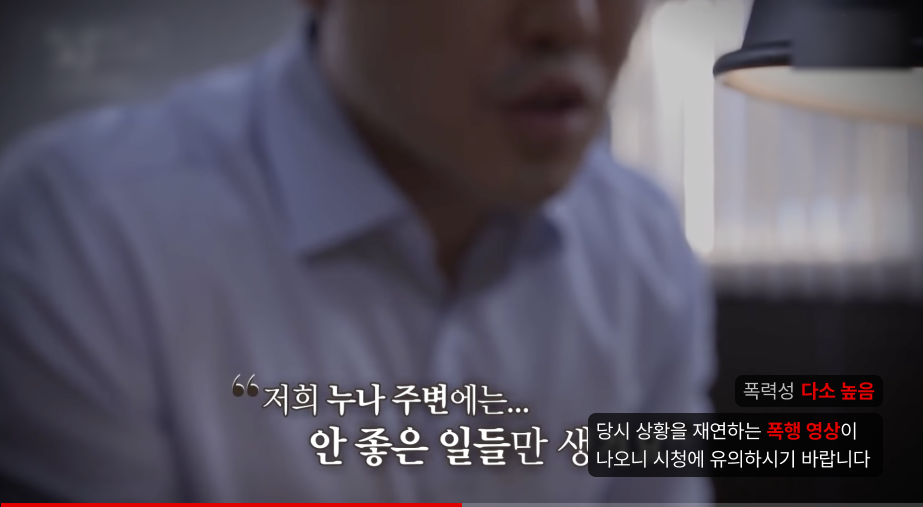 “저희 누나 주변에는...
안 좋은 일들만 생
폭력성 다소 높음
당시 상황을 재연하는 폭행 영상이
나오니 시청에 유의하시기 바랍니다